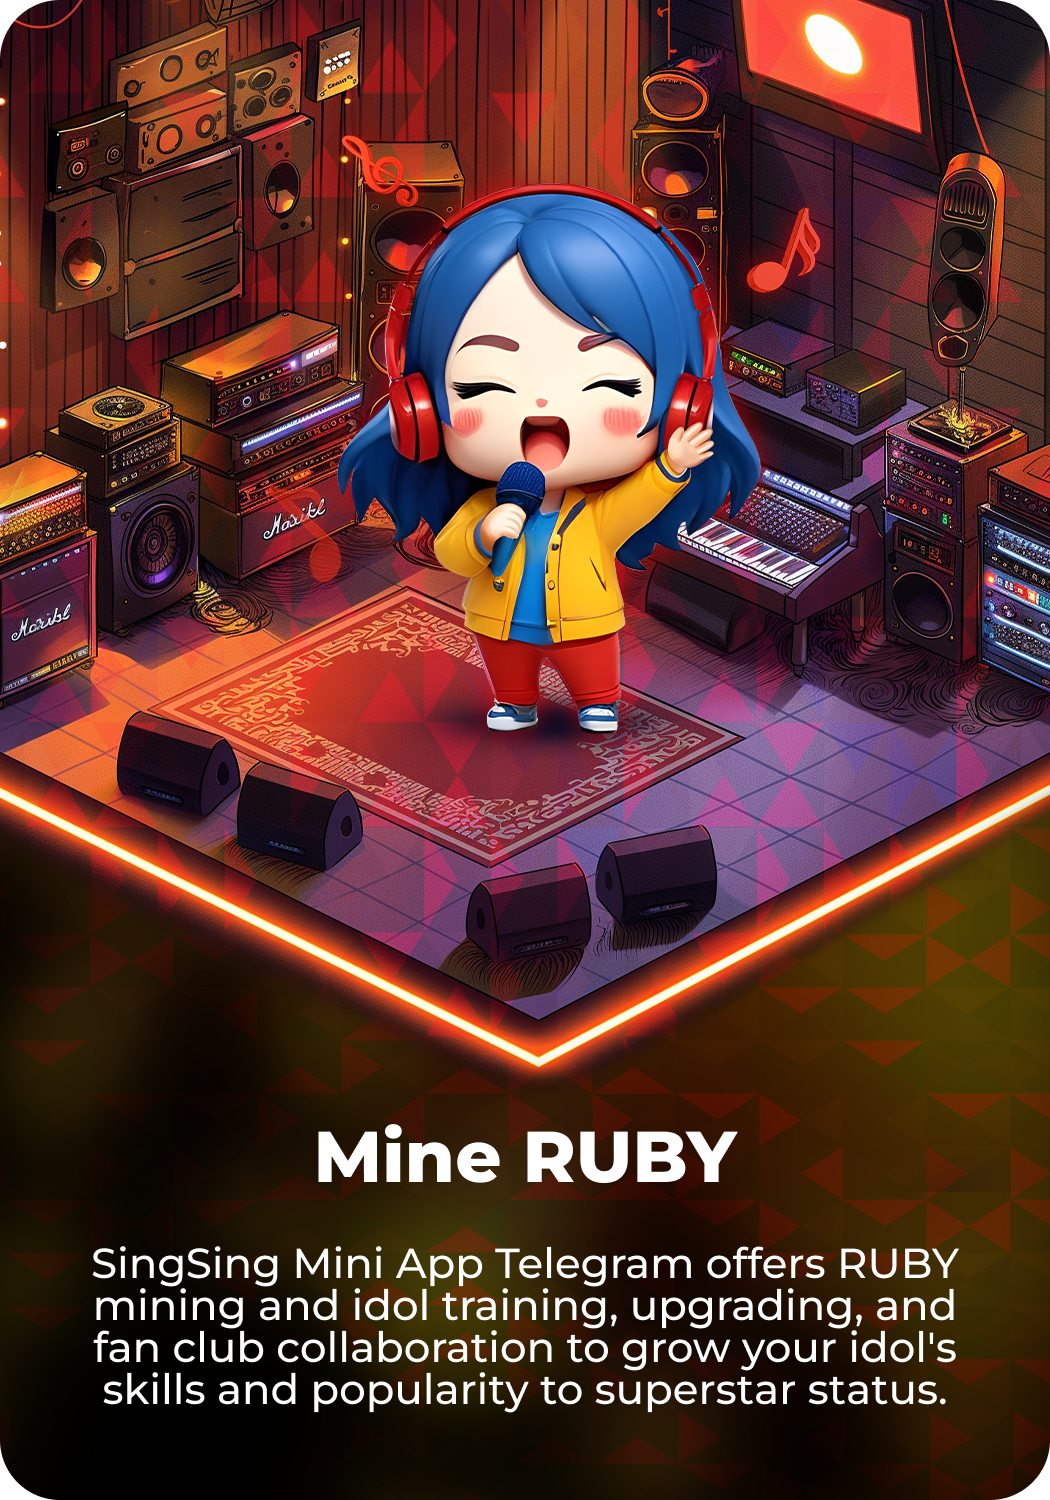 Mine RUBY
SingSing Mini App Telegram offers RUBY
mining and idol training, upgrading, and
fan club collaboration to grow your idol's
skills and popularity to superstar status.